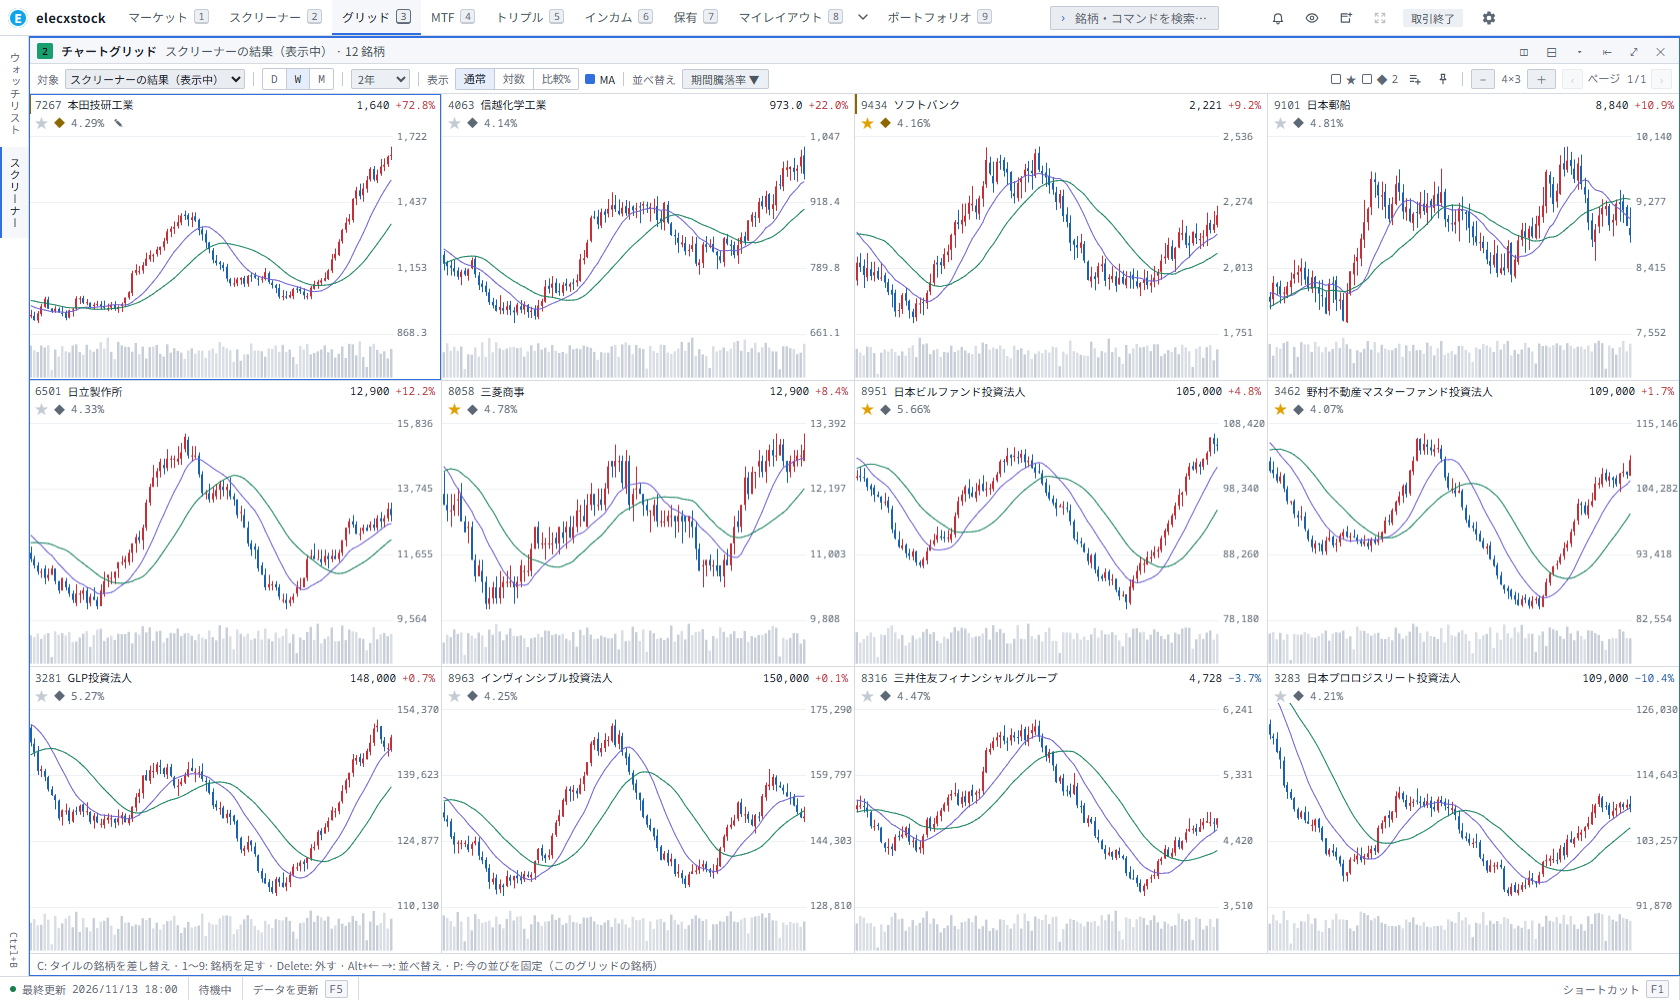 elecxstock マーケット 1 スクリーナー 2 グリッド 3 MTF 4 トリプル 5 インカム 6 保有 7 マイレイアウト 8 ポートフォリオ 9 › 銘柄・コマンドを検索… 取引終了
ウォッチリスト
スクリーナー
Ctrl+B
2 チャートグリッド スクリーナーの結果（表示中） · 12 銘柄
対象 スクリーナーの結果（表示中） D W M 2年 表示 通常 対数 比較% MA 並べ替え 期間騰落率 ▼ ★ ◆ 2 − 4×3 + ‹ ページ 1/1 ›
7267 本田技研工業 1,640 +72.8%
★ ◆ 4.29%
1,722
1,437
1,153
868.3
4063 信越化学工業 973.0 +22.0%
★ ◆ 4.14%
1,047
918.4
789.8
661.1
9434 ソフトバンク 2,221 +9.2%
★ ◆ 4.16%
2,536
2,274
2,013
1,751
9101 日本郵船 8,840 +10.9%
★ ◆ 4.81%
10,140
9,277
8,415
7,552
6501 日立製作所 12,900 +12.2%
★ ◆ 4.33%
15,836
13,745
11,655
9,564
8058 三菱商事 12,900 +8.4%
★ ◆ 4.78%
13,392
12,197
11,003
9,808
8951 日本ビルファンド投資法人 105,000 +4.8%
★ ◆ 5.66%
108,420
98,340
88,260
78,180
3462 野村不動産マスターファンド投資法人 109,000 +1.7%
★ ◆ 4.07%
115,146
104,282
93,418
82,554
3281 GLP投資法人 148,000 +0.7%
★ ◆ 5.27%
154,370
139,623
124,877
110,130
8963 インヴィンシブル投資法人 150,000 +0.1%
★ ◆ 4.25%
175,290
159,797
144,303
128,810
8316 三井住友フィナンシャルグループ 4,728 −3.7%
★ ◆ 4.47%
6,241
5,331
4,420
3,510
3283 日本プロロジスリート投資法人 109,000 −10.4%
★ ◆ 4.21%
126,030
114,643
103,257
91,870
C: タイルの銘柄を差し替え · 1〜9: 銘柄を足す · Delete: 外す · Alt+← →: 並べ替え · P: 今の並びを固定（このグリッドの銘柄）
最終更新 2026/11/13 18:00 待機中 データを更新 F5 ショートカット F1